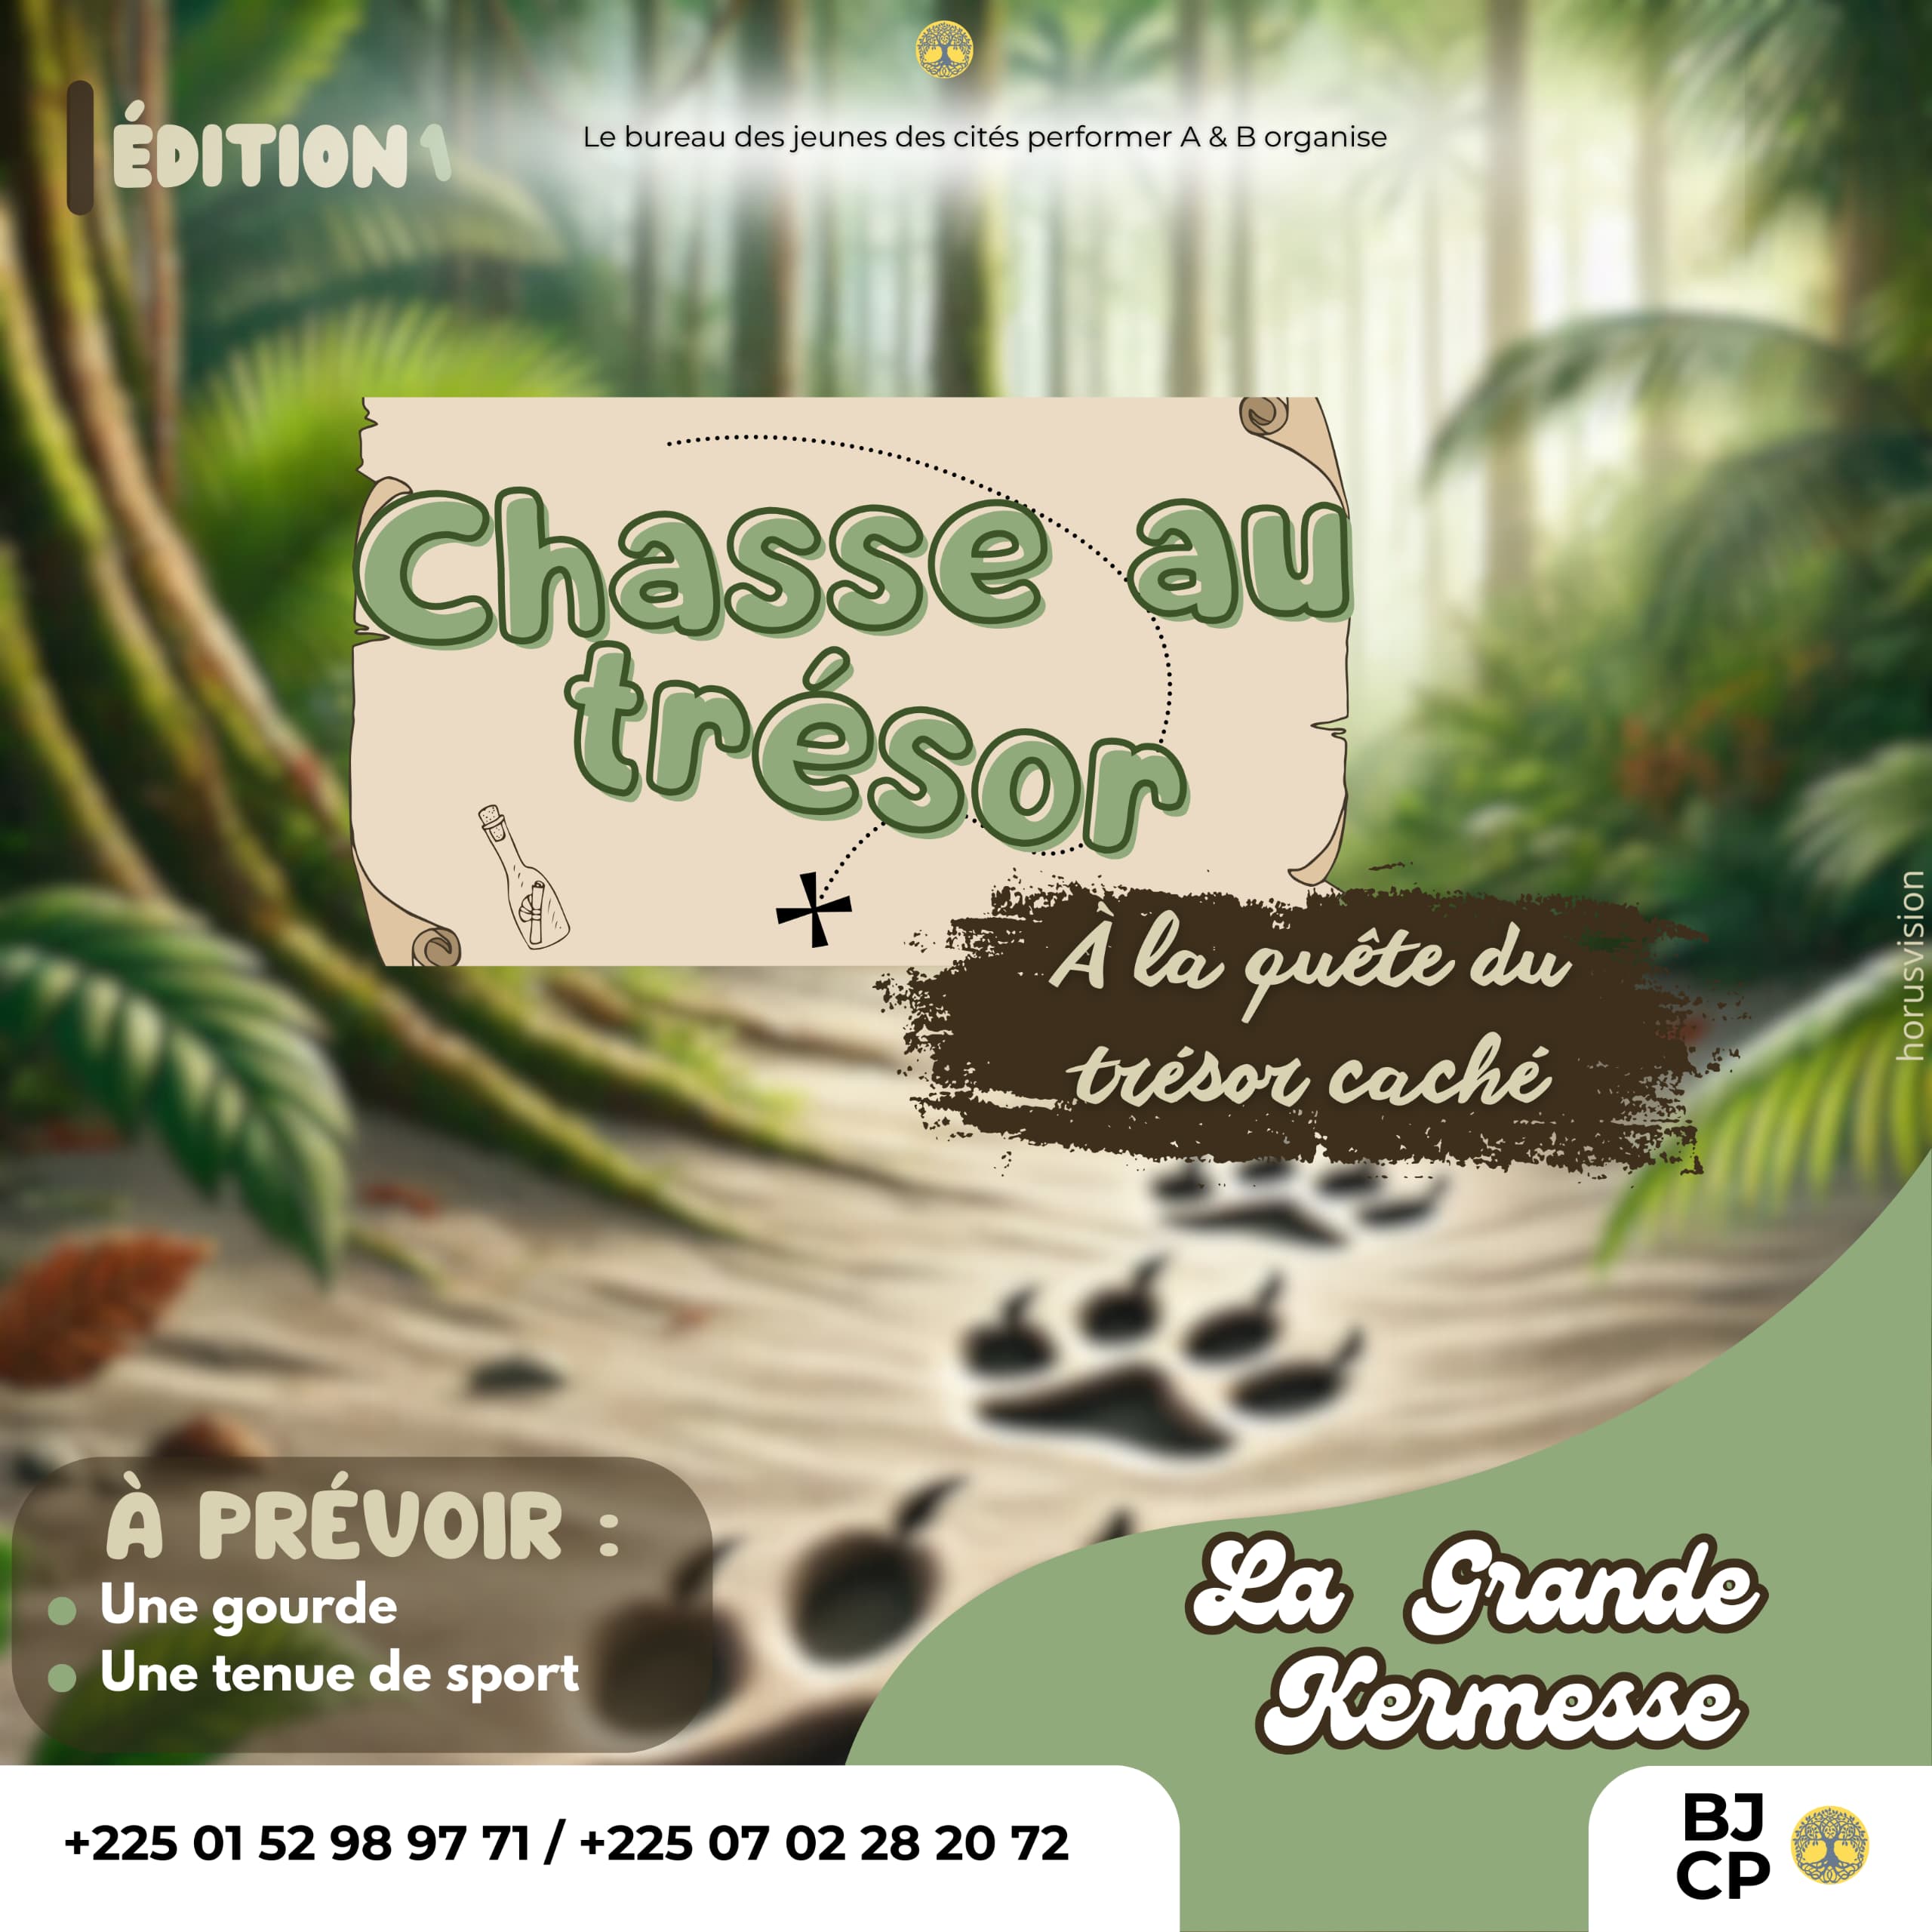 ÉDITION 1
Le bureau des jeunes des cités performer A & B organise
Chasse au
trésor
À la quête du
trésor caché
horusvision
À PRÉVOIR :
Une gourde
Une tenue de sport
La Grande
Kermesse
+225 01 52 98 97 71 / +225 07 02 28 20 72
BJ
CP